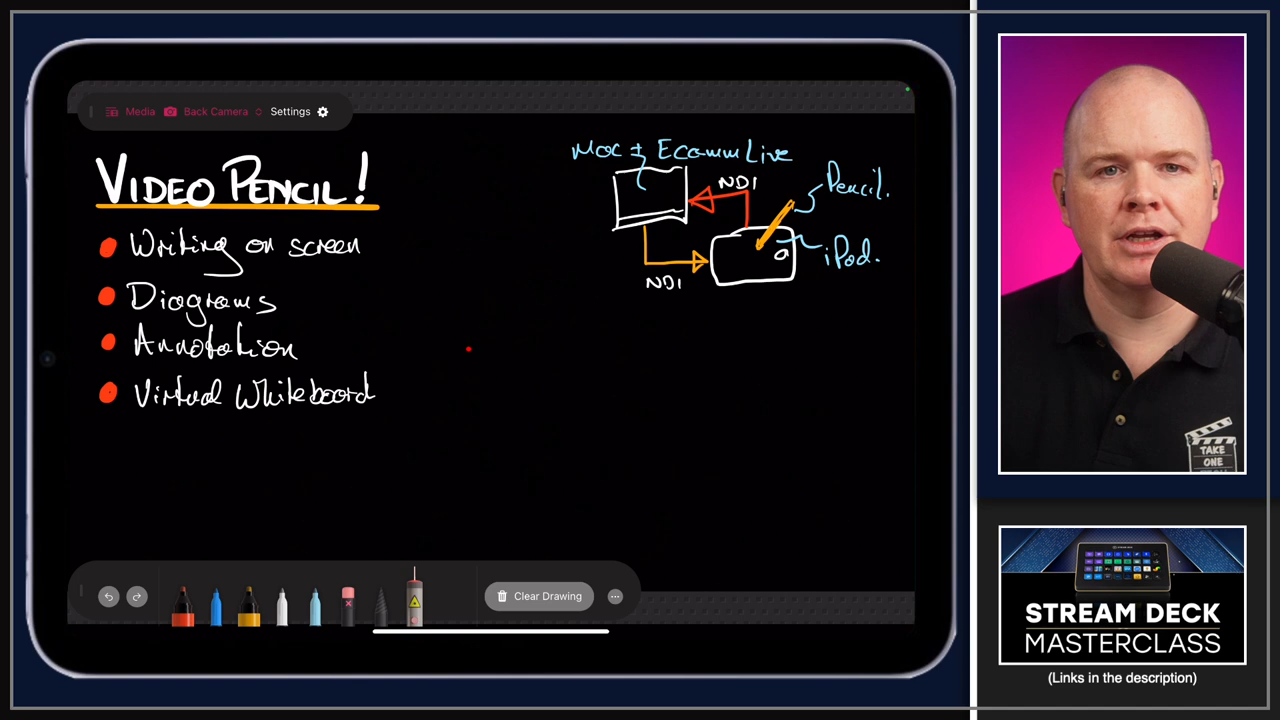 Media Back Camera Settings
VIDEO PENCIL!
Writing on screen
Diagrams
Annotation
Virtual Whiteboard
Mac + Ecamm Live
NDI
Pencil.
iPad.
NDI
Clear Drawing
TAKE
ONE
STREAM DECK
MASTERCLASS
(Links in the description)